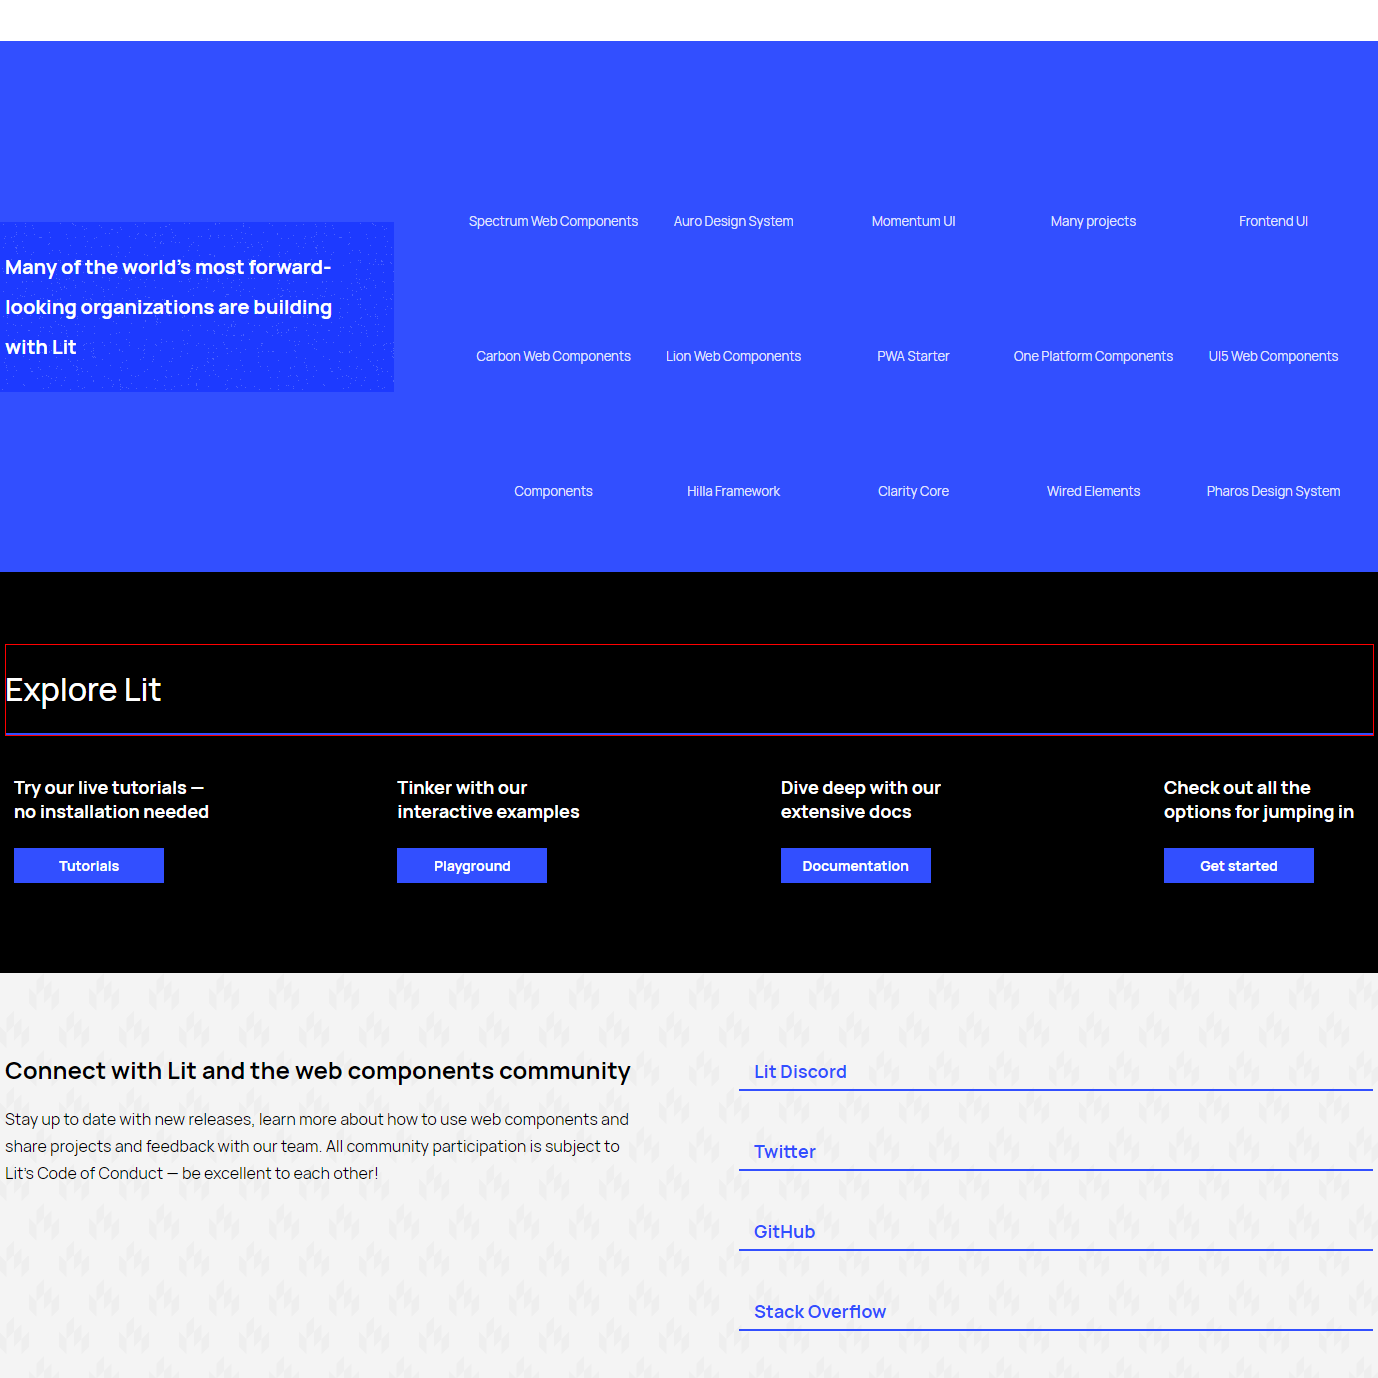 Many of the world's most forward-
looking organizations are building
with Lit
Spectrum Web Components
Auro Design System
Momentum UI
Many projects
Frontend UI
Carbon Web Components
Lion Web Components
PWA Starter
One Platform Components
UI5 Web Components
Components
Hilla Framework
Clarity Core
Wired Elements
Pharos Design System
Explore Lit
Try our live tutorials —
no installation needed
Tutorials
Tinker with our
interactive examples
Playground
Dive deep with our
extensive docs
Documentation
Check out all the
options for jumping in
Get started
Connect with Lit and the web components community
Stay up to date with new releases, learn more about how to use web components and
share projects and feedback with our team. All community participation is subject to
Lit's Code of Conduct — be excellent to each other!
Lit Discord
Twitter
GitHub
Stack Overflow